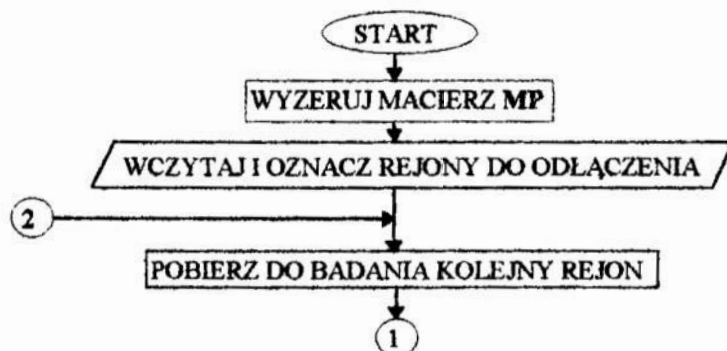 START
WYZERUJ MACIERZ MP
WCZYTAJ I OZNACZ REJONY DO ODŁĄCZENIA
2
POBIERZ DO BADANIA KOLEJNY REJON
1